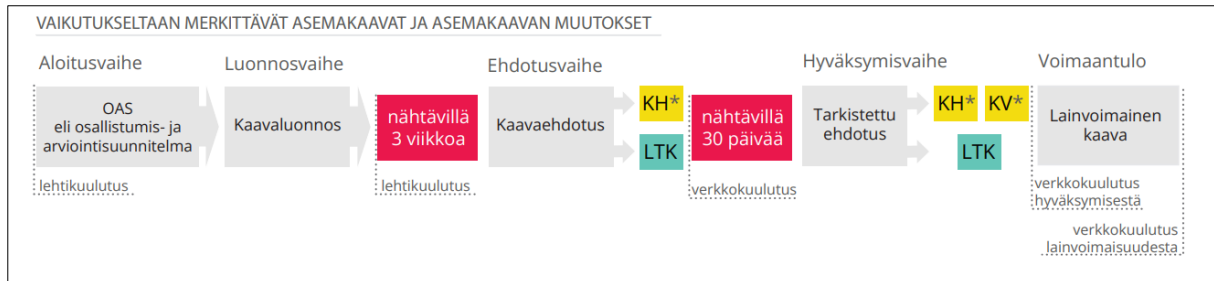 VAIKUTUKSELTAAN MERKITTÄVÄT ASEMAKAAVAT JA ASEMAKAAVAN MUUTOKSET
Aloitusvaihe
OAS
eli osallistumis- ja
arviointisuunnitelma
lehtikuulutus
Luonnosvaihe
Kaavaluonnos
nähtävillä
3 viikkoa
lehtikuulutus
Ehdotusvaihe
Kaavaehdotus
KH*
LTK
nähtävillä
30 päivää
verkkokuulutus
Hyväksymisvaihe
Tarkistettu
ehdotus
KH* KV*
LTK
Voimaantulo
Lainvoimainen
kaava
verkkokuulutus
hyväksymisestä
verkkokuulutus
lainvoimaisuudesta